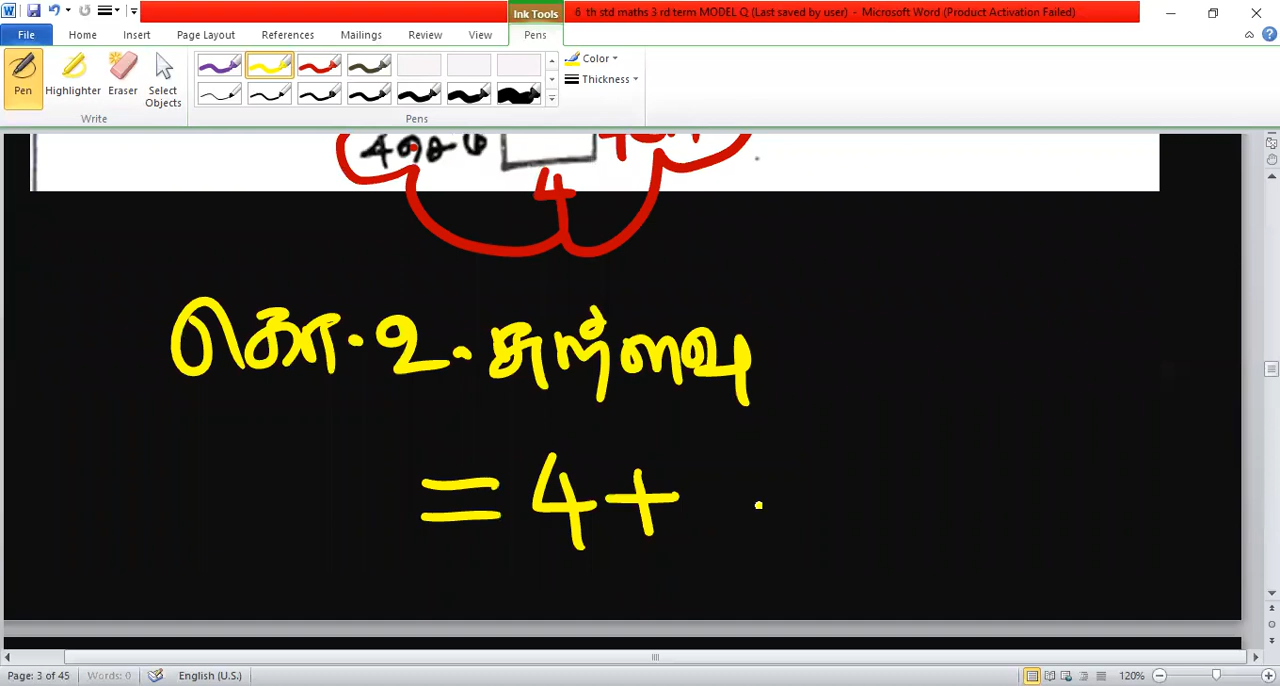 Ink Tools
6 th std maths 3 rd term MODEL Q (Last saved by user) - Microsoft Word (Product Activation Failed)
File Home Insert Page Layout References Mailings Review View Pens
Pen Highlighter Eraser Select Objects
Color
Thickness
Write Pens
4
கொ.உ.சுற்ளவு
= 4 +
Page: 3 of 45 Words: 0 English (U.S.) 120%